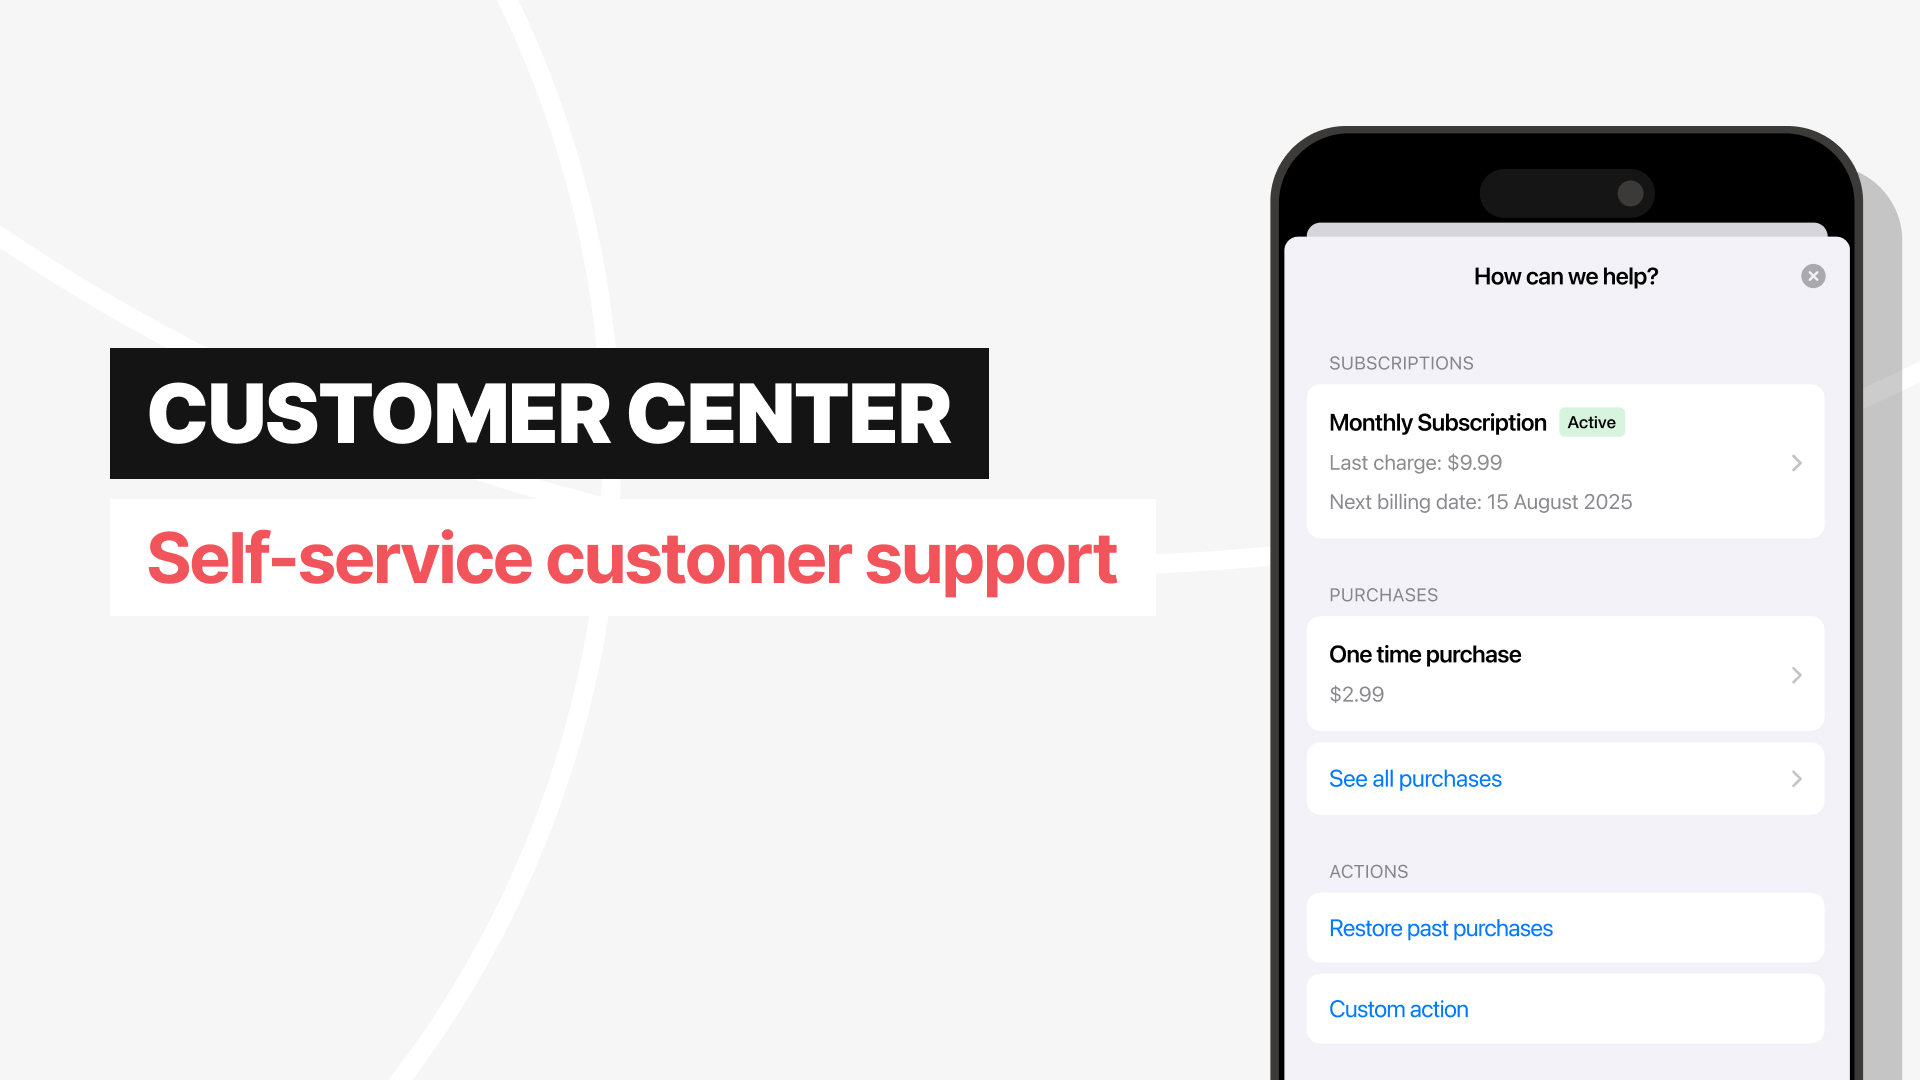 CUSTOMER CENTER
Self-service customer support
How can we help?
SUBSCRIPTIONS
Monthly Subscription Active
Last charge: $9.99
Next billing date: 15 August 2025
PURCHASES
One time purchase
$2.99
See all purchases
ACTIONS
Restore past purchases
Custom action